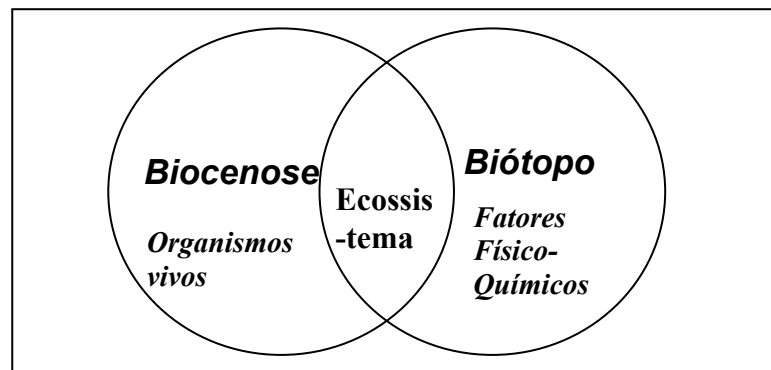 Biocenose
Organismos
vivos
Ecossis
-tema
Biótopo
Fatores
Físico-
Químicos